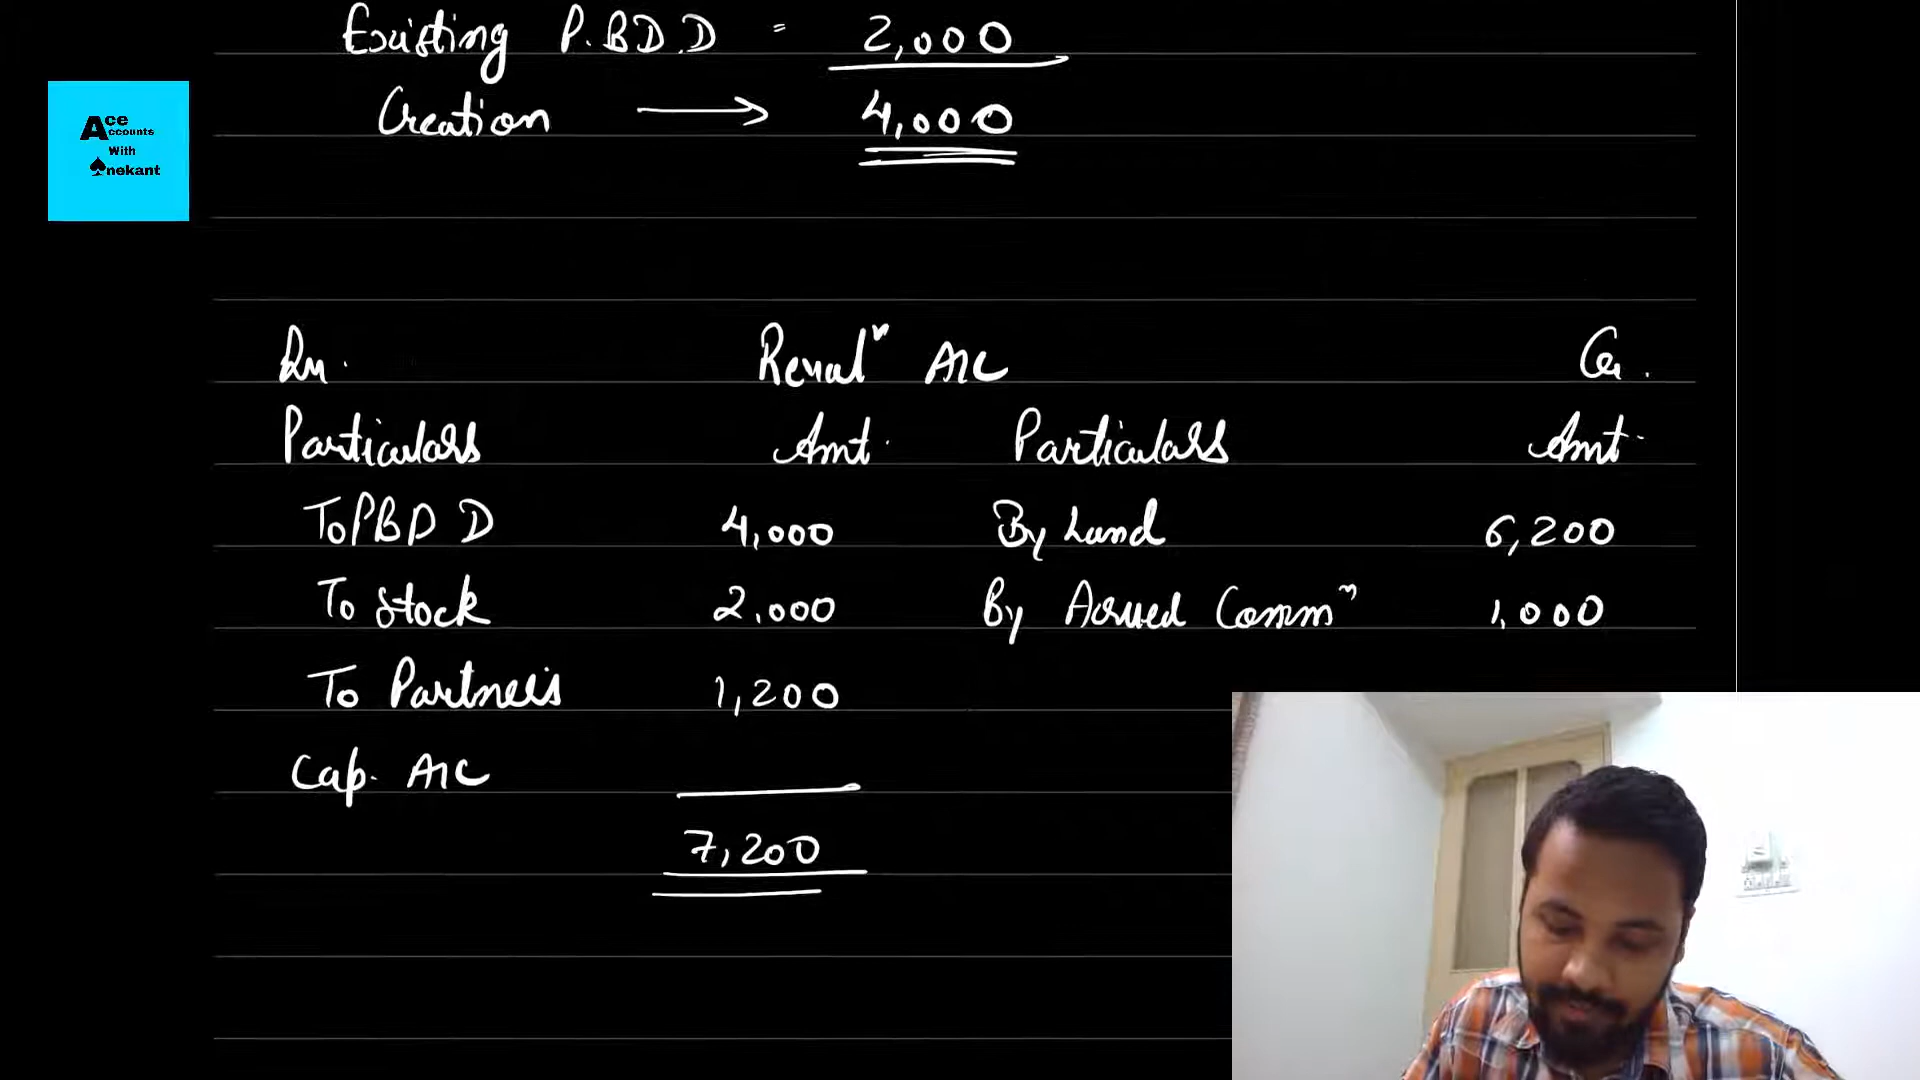 Existing P.B.D.D = 2,000
Creation → 4,000
Ace
Accounts
With
Anekant
Dr. Reval^n A/C Cr.
Particulars Amt. Particulars Amt.
To PBDD 4,000 By Land 6,200
To Stock 2,000 By Accrued Comm^n 1,000
To Partners 1,200
Cap. A/C
7,200